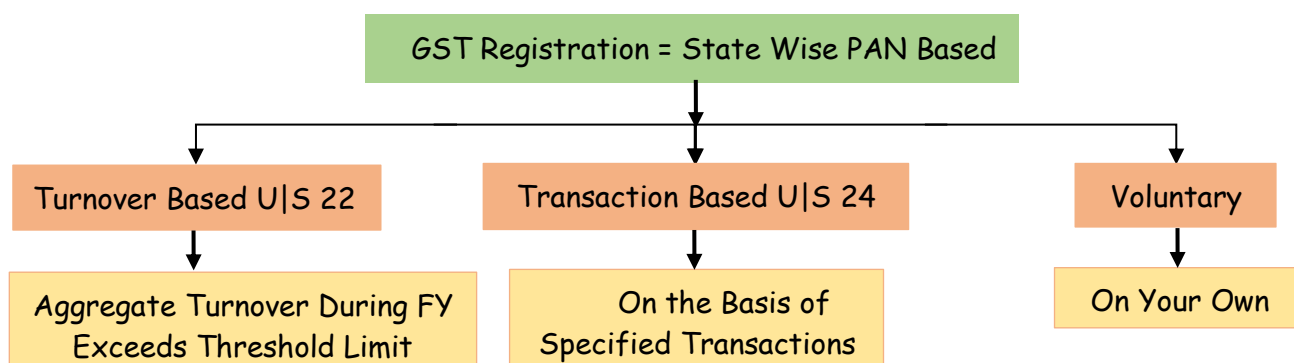 GST Registration = State Wise PAN Based
Turnover Based U|S 22
Transaction Based U|S 24
Voluntary
Aggregate Turnover During FY
Exceeds Threshold Limit
On the Basis of
Specified Transactions
On Your Own